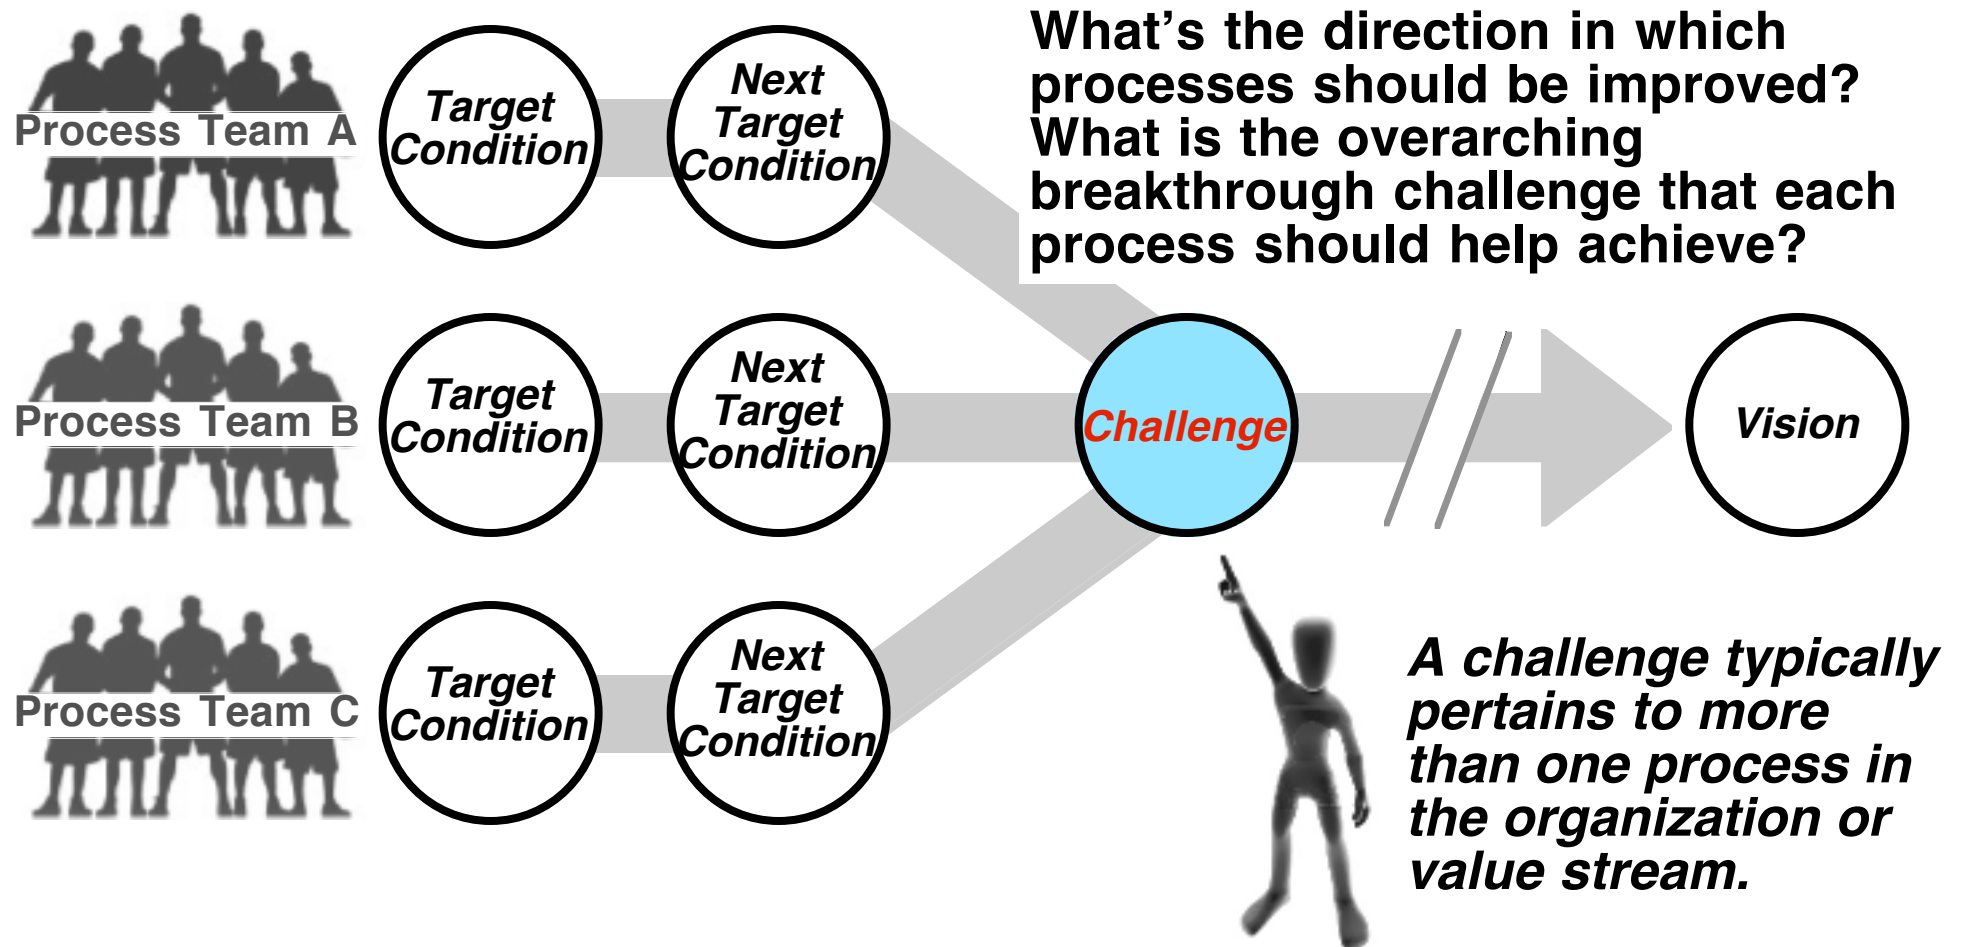 What's the direction in which
processes should be improved?
What is the overarching
breakthrough challenge that each
process should help achieve?
Process Team A
Target
Condition
Next
Target
Condition
Process Team B
Target
Condition
Next
Target
Condition
Challenge
Vision
Process Team C
Target
Condition
Next
Target
Condition
A challenge typically
pertains to more
than one process in
the organization or
value stream.